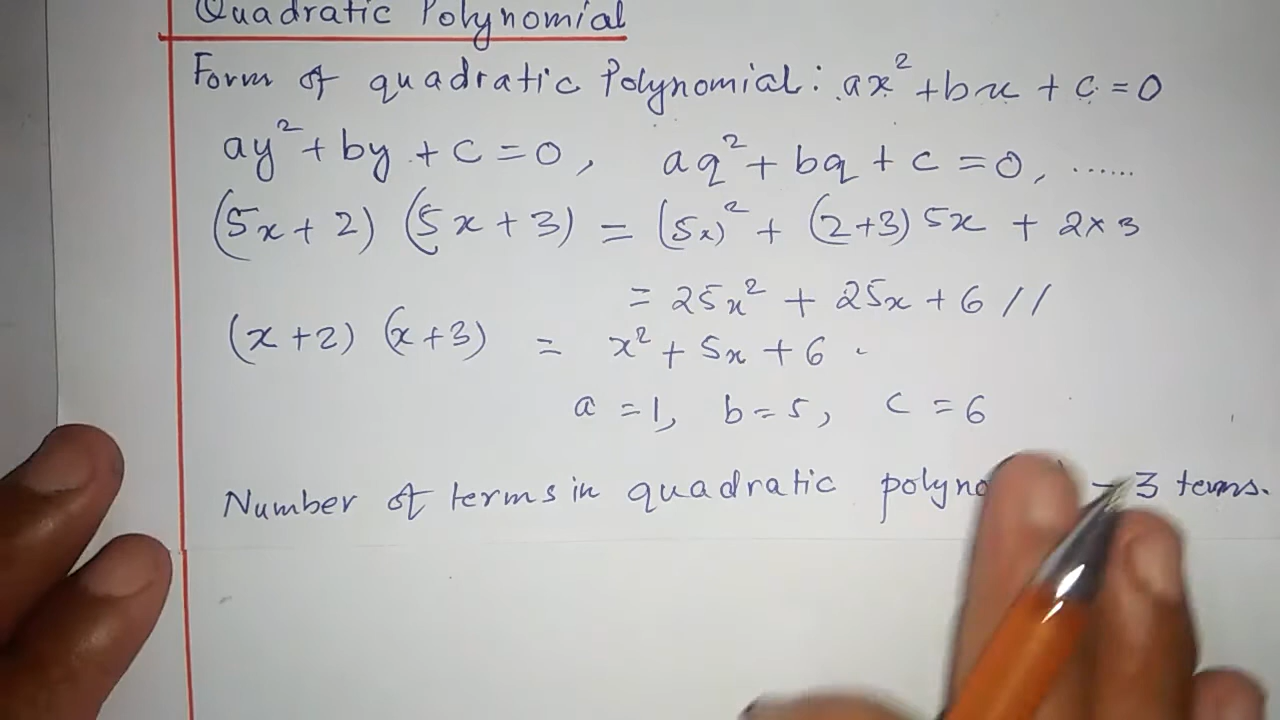 Quadratic Polynomial
Form of quadratic Polynomial: ax² + bx + c = 0
ay² + by + c = 0, aq² + bq + c = 0, ......
(5x + 2) (5x + 3) = (5x)² + (2+3) 5x + 2 × 3
= 25x² + 25x + 6 //
(x + 2) (x + 3) = x² + 5x + 6 .
a = 1, b = 5, c = 6
Number of terms in quadratic – 3 terms.